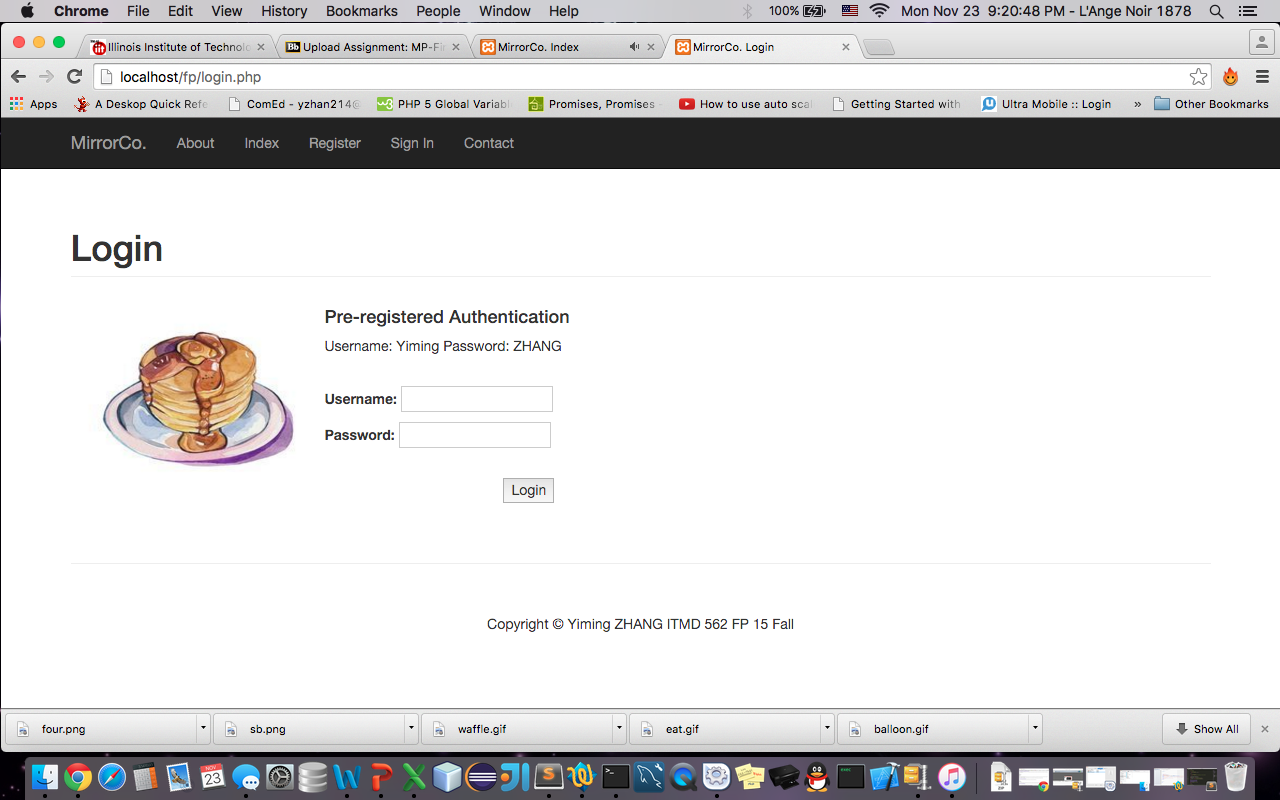 Chrome File Edit View History Bookmarks People Window Help 100% Mon Nov 23 9:20:48 PM - L'Ange Noir 1878
Illinois Institute of Technolo Bb Upload Assignment: MP-Fi MirrorCo. Index MirrorCo. Login
localhost/fp/login.php
Apps A Deskop Quick Refe ComEd - yzhan214@ PHP 5 Global Variabl Promises, Promises - How to use auto scal Getting Started with Ultra Mobile :: Login » Other Bookmarks
MirrorCo. About Index Register Sign In Contact
Login
Pre-registered Authentication
Username: Yiming Password: ZHANG
Username:
Password:
Login
Copyright © Yiming ZHANG ITMD 562 FP 15 Fall
four.png sb.png waffle.gif eat.gif balloon.gif Show All
NOV
23